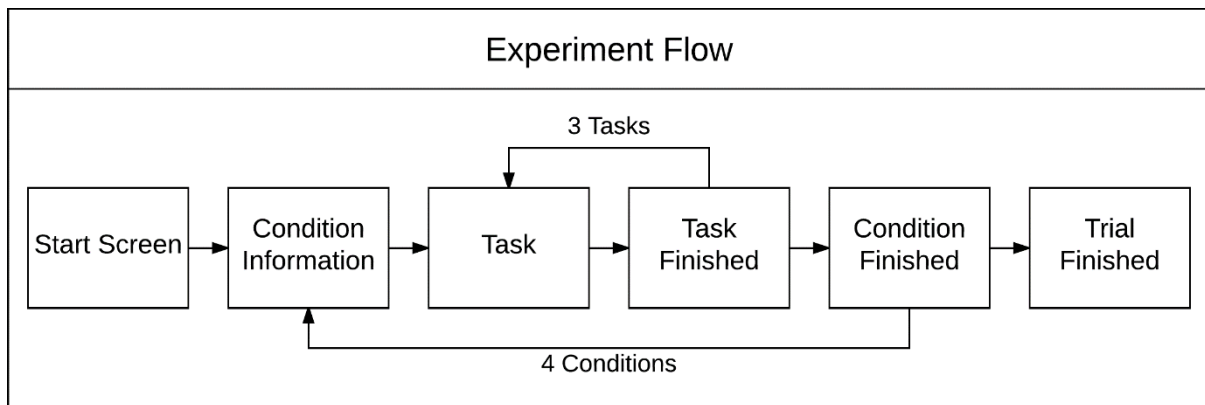 Experiment Flow
3 Tasks
Start Screen
Condition
Information
Task
Task
Finished
Condition
Finished
Trial
Finished
4 Conditions